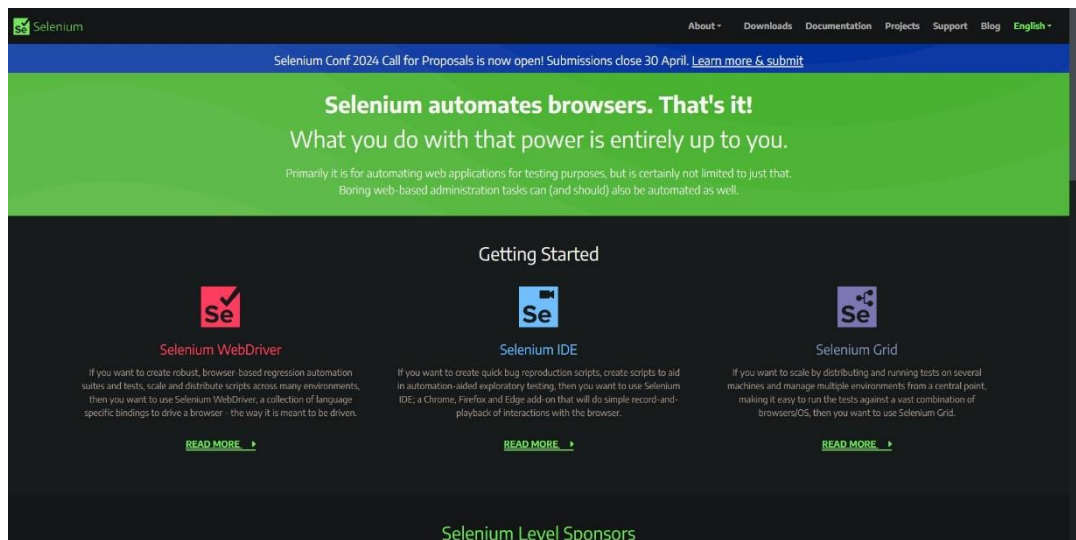 Se Selenium
About Downloads Documentation Projects Support Blog English
Selenium Conf 2024 Call for Proposals is now open! Submissions close 30 April. Learn more & submit
Selenium automates browsers. That's it!
What you do with that power is entirely up to you.
Primarily it is for automating web applications for testing purposes, but is certainly not limited to just that.
Boring web-based administration tasks can (and should) also be automated as well.
Getting Started
Se
Selenium WebDriver
If you want to create robust, browser-based regression automation
suites and tests, scale and distribute scripts across many environments,
then you want to use Selenium WebDriver, a collection of language
specific bindings to drive a browser - the way it is meant to be driven.
READ MORE
Se
Selenium IDE
If you want to create quick bug reproduction scripts, create scripts to aid
in automation-aided exploratory testing, then you want to use Selenium
IDE; a Chrome, Firefox and Edge add-on that will do simple record-and-
playback of interactions with the browser.
READ MORE
Se
Selenium Grid
If you want to scale by distributing and running tests on several
machines and manage multiple environments from a central point,
making it easy to run the tests against a vast combination of
browsers/OS, then you want to use Selenium Grid.
READ MORE
Selenium Level Sponsors